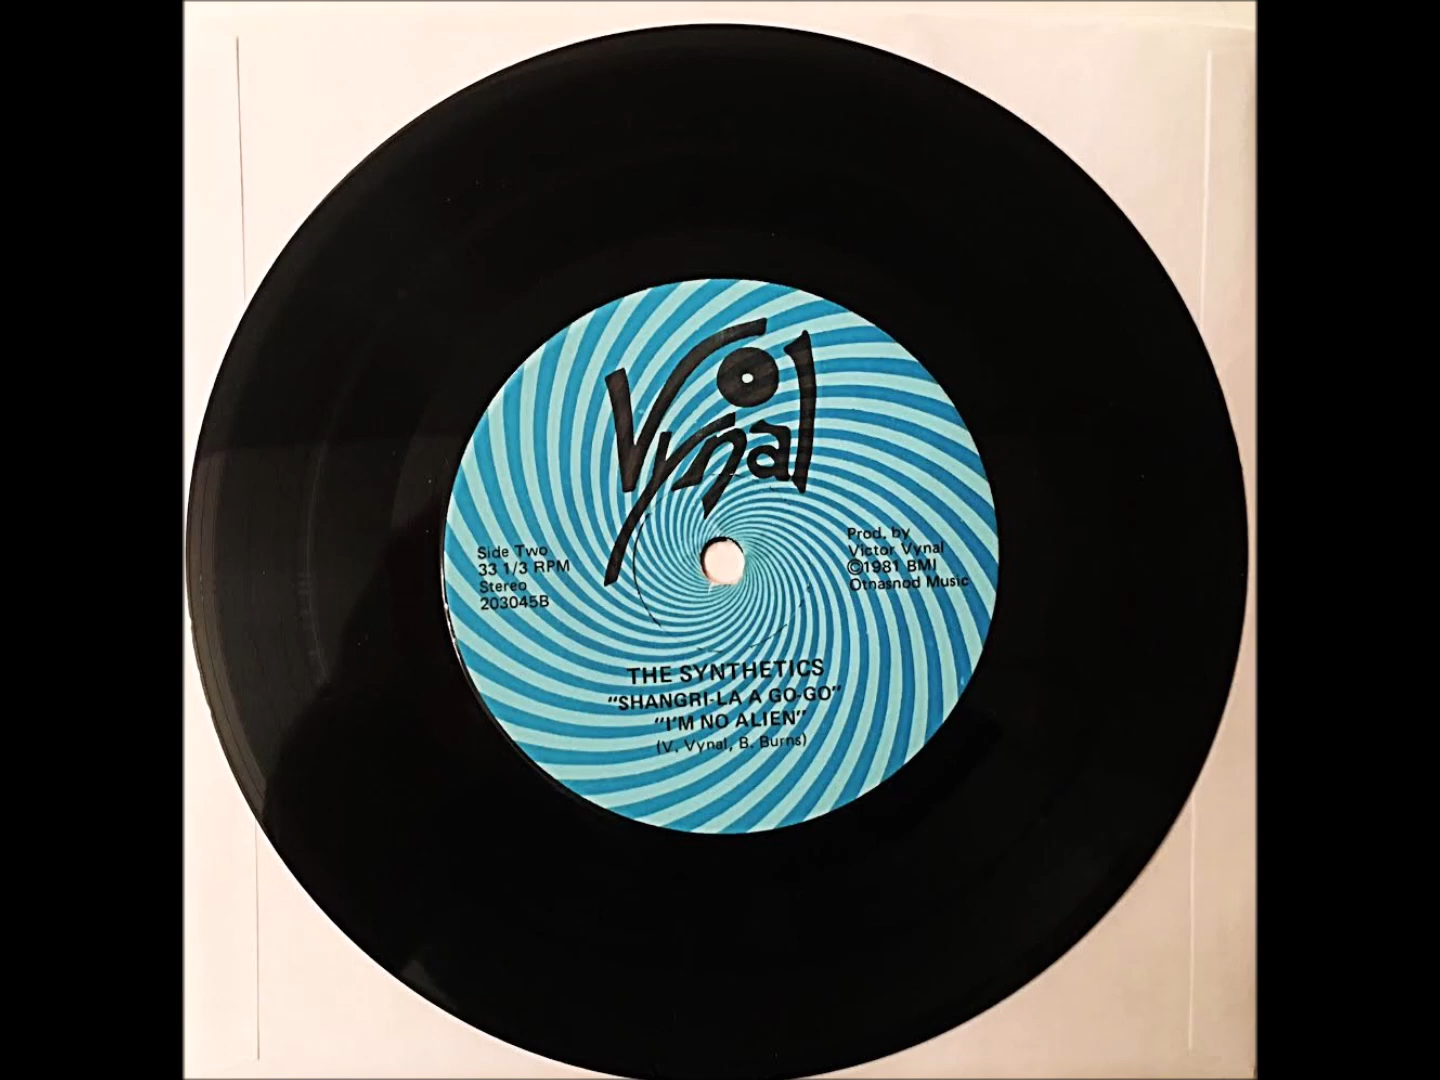 Vynal
Side Two
33 1/3 RPM
Stereo
203045B
Prod. by
Victor Vynal
©1981 BMI
Otnasnod Music
THE SYNTHETICS
"SHANGRI-LA A GO-GO"
"I'M NO ALIEN"
(V. Vynal, B. Burns)